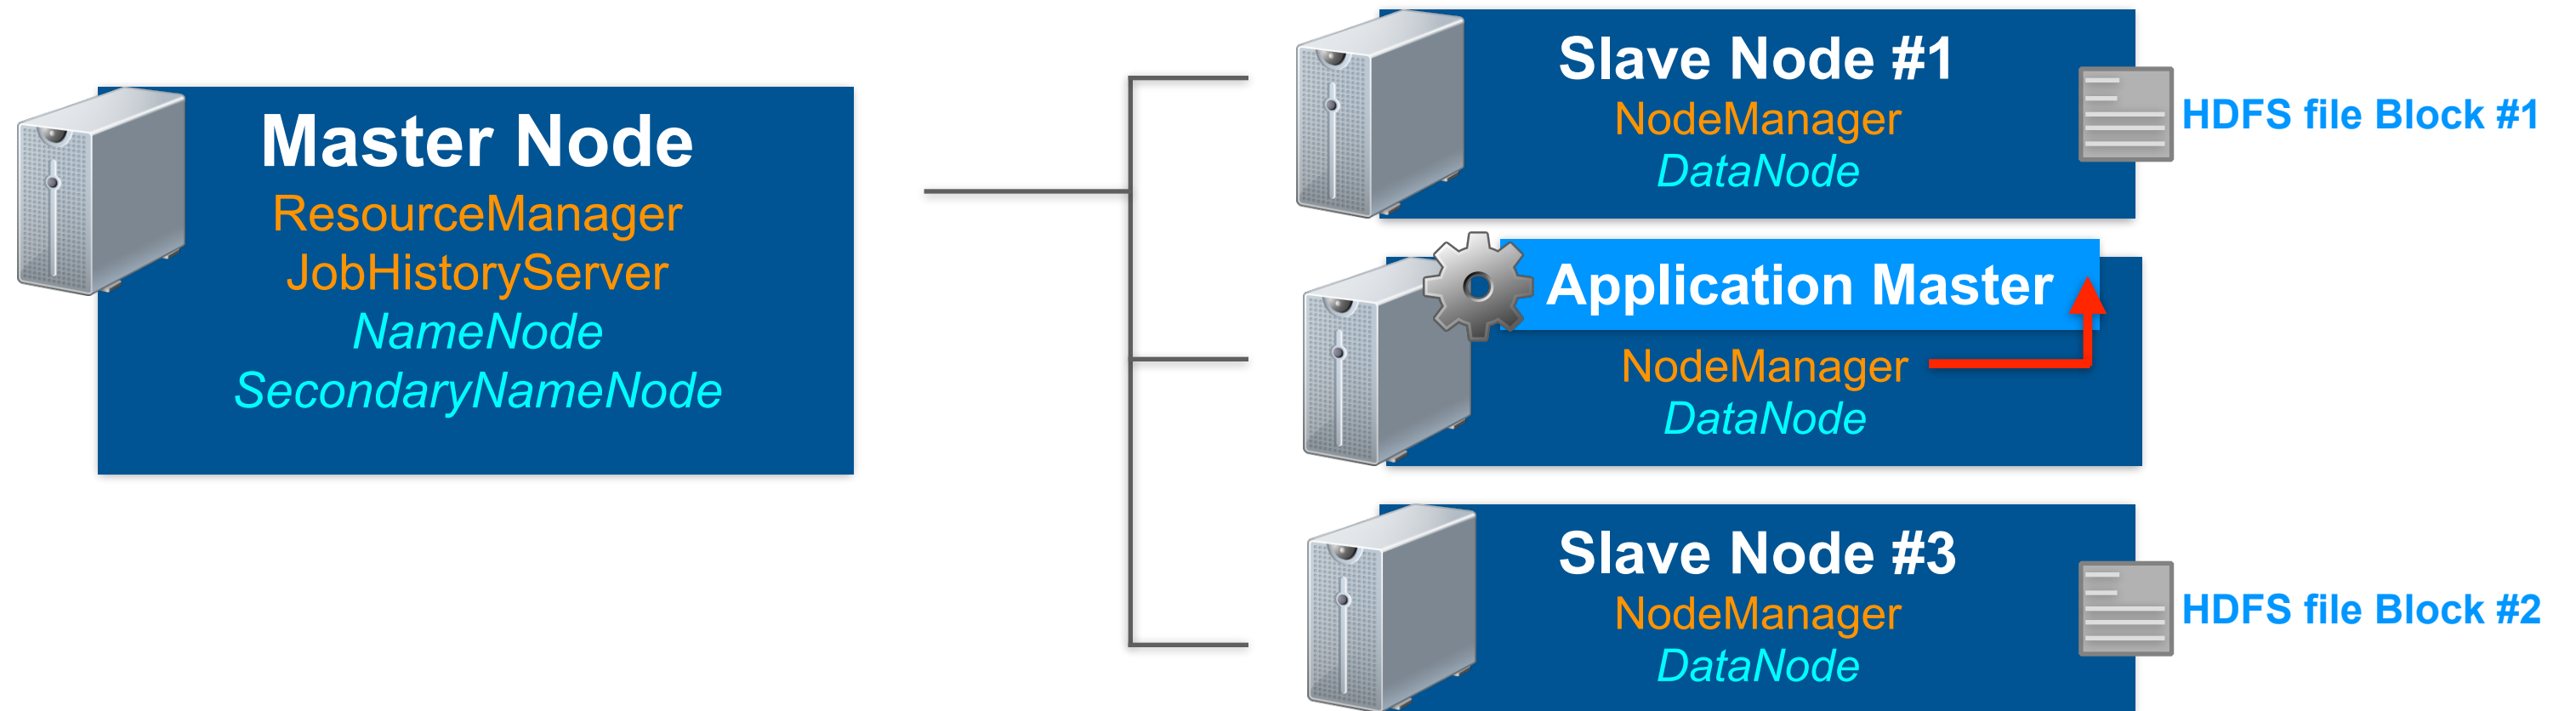 Master Node
ResourceManager
JobHistoryServer
NameNode
SecondaryNameNode
Slave Node #1
NodeManager
DataNode
HDFS file Block #1
Application Master
NodeManager
DataNode
Slave Node #3
NodeManager
DataNode
HDFS file Block #2